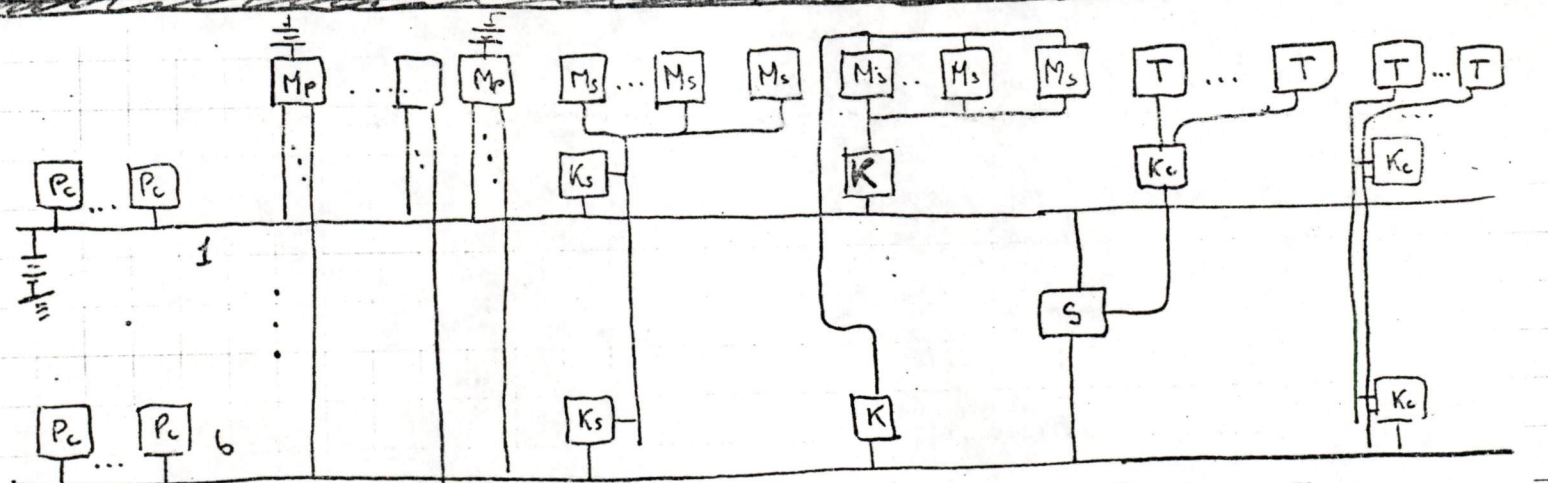 Mp ..... Mp Ms ... Ms Ms Ms .. Ms Ms T ... T T ... T
Pc ... Pc Ks K Kc ... Kc
1
S
Pc ... Pc 6 Ks K Kc